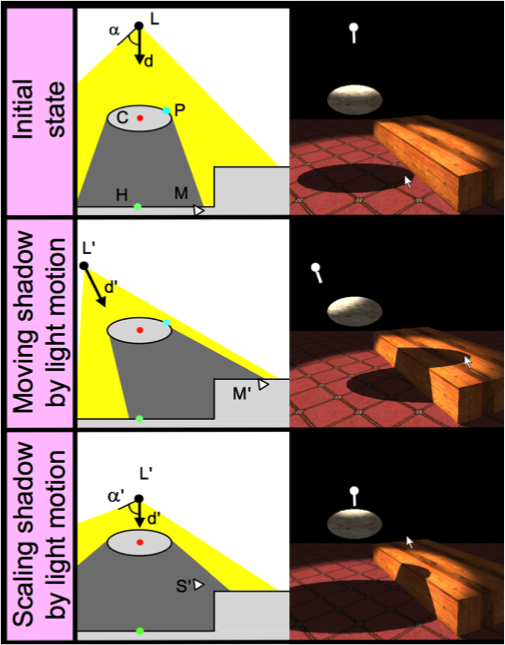 Initial
state
L
α
d
C
P
H
M
Moving shadow
by light motion
L'
d'
M'
Scaling shadow
by light motion
L'
α'
d'
S'